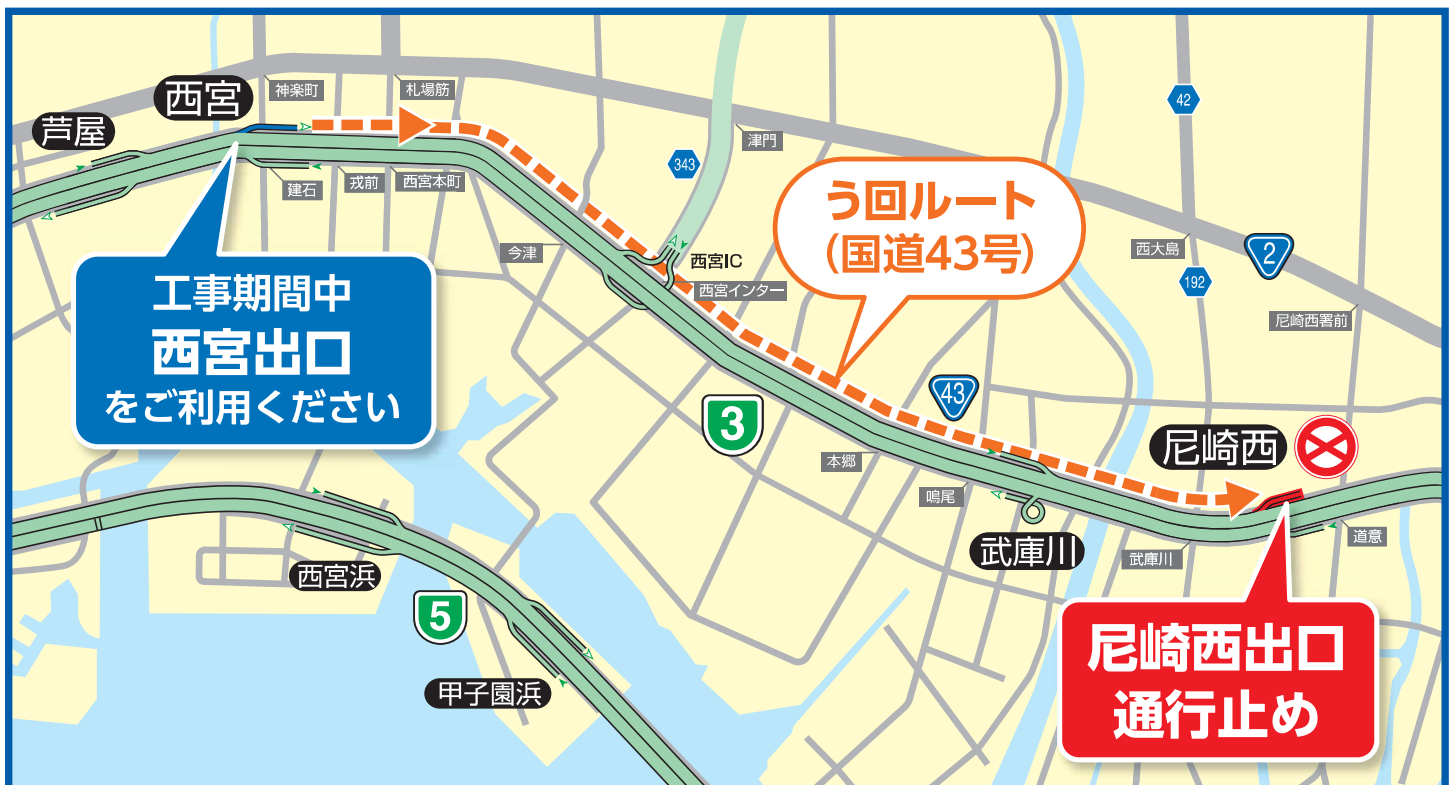 西宮
神楽町
札場筋
芦屋
津門
42
343
建石
戎前
西宮本町
う回ルート
(国道43号)
今津
西宮IC
西宮インター
西大島
2
192
尼崎西署前
工事期間中
西宮出口
をご利用ください
3
43
本郷
鳴尾
尼崎西
武庫川
武庫川
道意
西宮浜
5
甲子園浜
尼崎西出口
通行止め